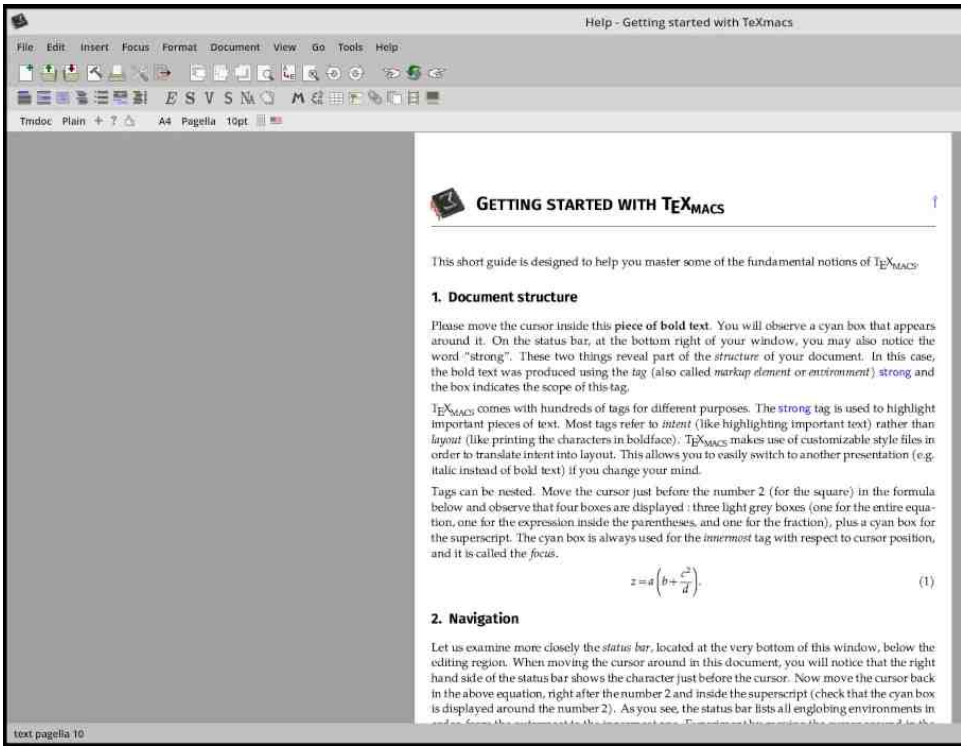 Help - Getting started with TeXmacs
File Edit Insert Focus Format Document View Go Tools Help
E S V S
Tmdoc Plain + ? A4 Pagella 10pt
GETTING STARTED WITH TEXMACS
This short guide is designed to help you master some of the fundamental notions of TEXMACS.
1. Document structure
Please move the cursor inside this piece of bold text. You will observe a cyan box that appears
around it. On the status bar, at the bottom right of your window, you may also notice the
word “strong”. These two things reveal part of the structure of your document. In this case,
the bold text was produced using the tag (also called markup element or environment) strong and
the box indicates the scope of this tag.
TEXMACS comes with hundreds of tags for different purposes. The strong tag is used to highlight
important pieces of text. Most tags refer to intent (like highlighting important text) rather than
layout (like printing the characters in boldface). TEXMACS makes use of customizable style files in
order to translate intent into layout. This allows you to easily switch to another presentation (e.g.
italic instead of bold text) if you change your mind.
Tags can be nested. Move the cursor just before the number 2 (for the square) in the formula
below and observe that four boxes are displayed : three light grey boxes (one for the entire equa-
tion, one for the expression inside the parentheses, and one for the fraction), plus a cyan box for
the superscript. The cyan box is always used for the innermost tag with respect to cursor position,
and it is called the focus.
z = a (b + c²/d). (1)
2. Navigation
Let us examine more closely the status bar, located at the very bottom of this window, below the
editing region. When moving the cursor around in this document, you will notice that the right
hand side of the status bar shows the character just before the cursor. Now move the cursor back
in the above equation, right after the number 2 and inside the superscript (check that the cyan box
is displayed around the number 2). As you see, the status bar lists all englobing environments in
text pagella 10